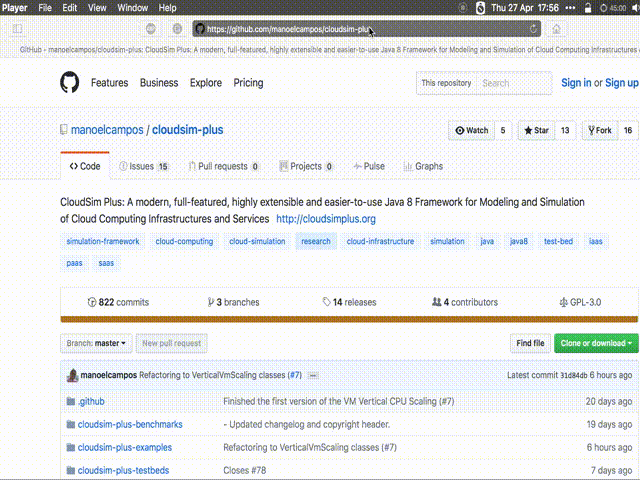 Player File Edit View Window Help Thu 27 Apr 17:56 45:00
https://github.com/manoelcampos/cloudsim-plus
GitHub - manoelcampos/cloudsim-plus: CloudSim Plus: A modern, full-featured, highly extensible and easier-to-use Java 8 Framework for Modeling and Simulation of Cloud Computing Infrastructures
Features Business Explore Pricing This repository Search Sign in or Sign up
manoelcampos / cloudsim-plus Watch 5 Star 13 Fork 16
Code Issues 15 Pull requests 0 Projects 0 Pulse Graphs
CloudSim Plus: A modern, full-featured, highly extensible and easier-to-use Java 8 Framework for Modeling and Simulation
of Cloud Computing Infrastructures and Services http://cloudsimplus.org
simulation-framework cloud-computing cloud-simulation research cloud-infrastructure simulation java java8 test-bed iaas
paas saas
822 commits 3 branches 14 releases 4 contributors GPL-3.0
Branch: master New pull request Find file Clone or download
manoelcampos Refactoring to VerticalVmScaling classes (#7) Latest commit 31d84db 6 hours ago
.github Finished the first version of the VM Vertical CPU Scaling (#7) 20 days ago
cloudsim-plus-benchmarks - Updated changelog and copyright header. 19 days ago
cloudsim-plus-examples Refactoring to VerticalVmScaling classes (#7) 6 hours ago
cloudsim-plus-testbeds Closes #78 7 days ago